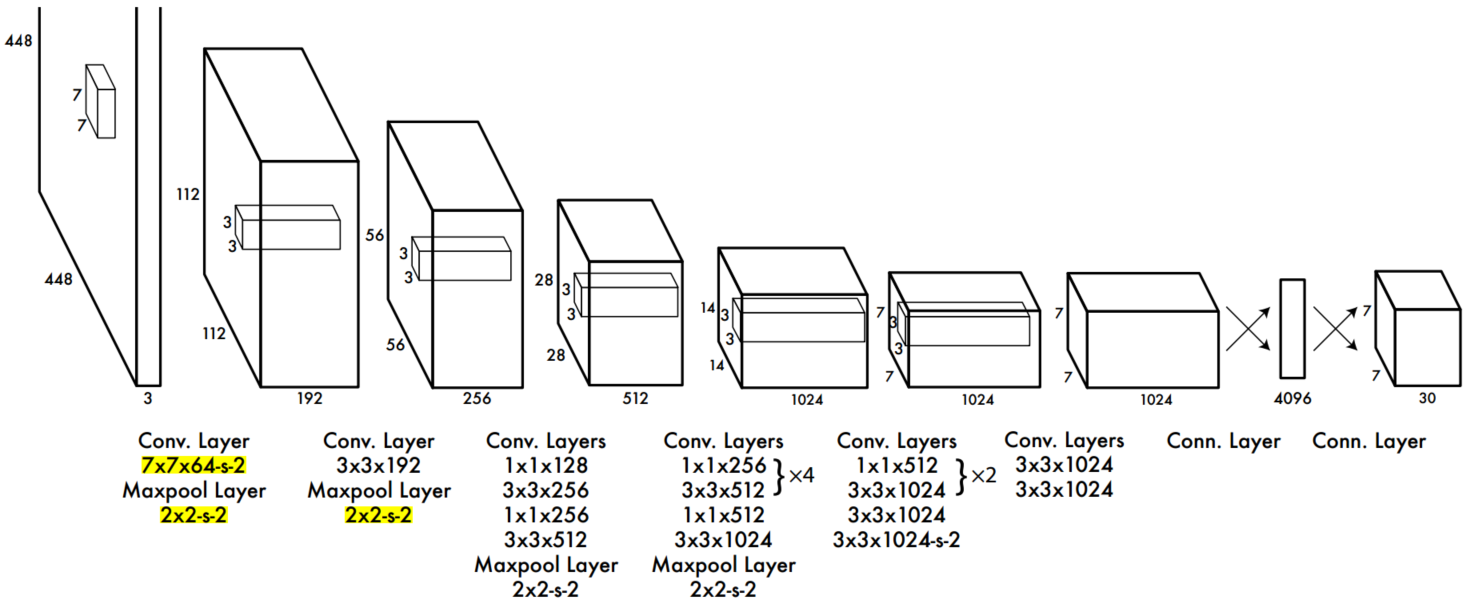 448
7
7
448
3
112
3
3
112
192
56
3
3
56
256
28
3
3
28
512
14
3
3
14
1024
7
3
3
7
1024
7
7
1024
4096
7
7
30
Conv. Layer
7x7x64-s-2
Maxpool Layer
2x2-s-2
Conv. Layer
3x3x192
Maxpool Layer
2x2-s-2
Conv. Layers
1x1x128
3x3x256
1x1x256
3x3x512
Maxpool Layer
2x2-s-2
Conv. Layers
1x1x256
3x3x512
} ×4
1x1x512
3x3x1024
Maxpool Layer
2x2-s-2
Conv. Layers
1x1x512
3x3x1024
} ×2
3x3x1024
3x3x1024-s-2
Conv. Layers
3x3x1024
3x3x1024
Conn. Layer
Conn. Layer